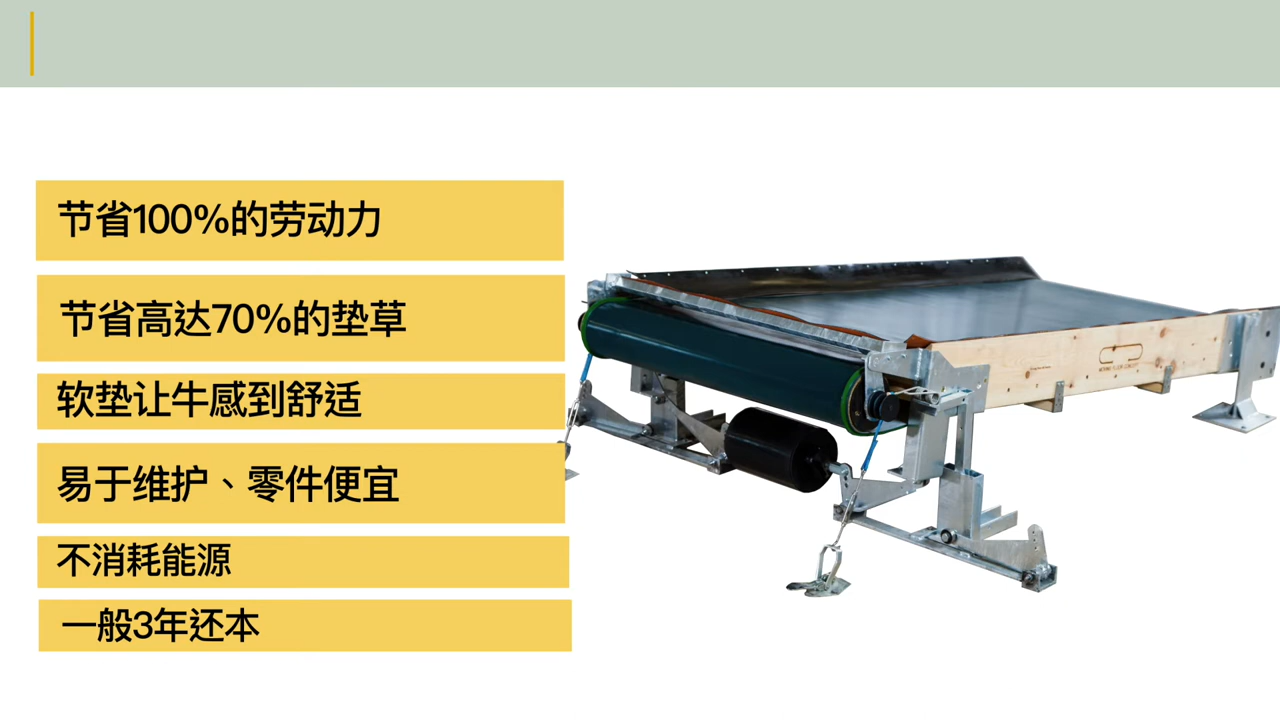 节省100%的劳动力
节省高达70%的垫草
软垫让牛感到舒适
易于维护、零件便宜
不消耗能源
一般3年还本